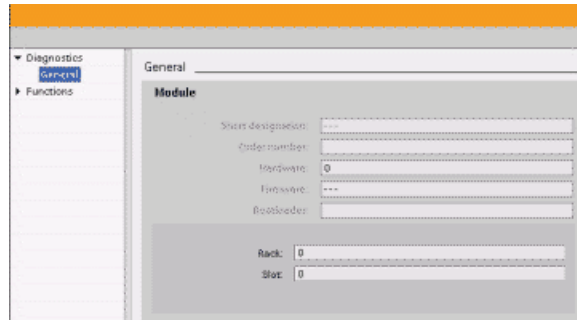 Diagnostics
General
Functions
General
Module
Short designation: ---
Order number:
Hardware: 0
Firmware: ---
Bootloader:
Rack: 0
Slot: 0